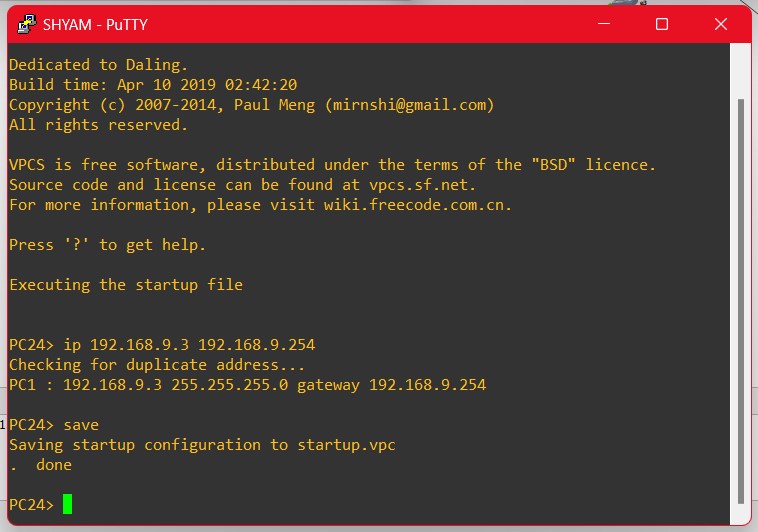 SHYAM - PuTTY
Dedicated to Daling.
Build time: Apr 10 2019 02:42:20
Copyright (c) 2007-2014, Paul Meng (mirnshi@gmail.com)
All rights reserved.
VPCS is free software, distributed under the terms of the "BSD" licence.
Source code and license can be found at vpcs.sf.net.
For more information, please visit wiki.freecode.com.cn.
Press '?' to get help.
Executing the startup file
PC24> ip 192.168.9.3 192.168.9.254
Checking for duplicate address...
PC1 : 192.168.9.3 255.255.255.0 gateway 192.168.9.254
PC24> save
Saving startup configuration to startup.vpc
.  done
PC24>